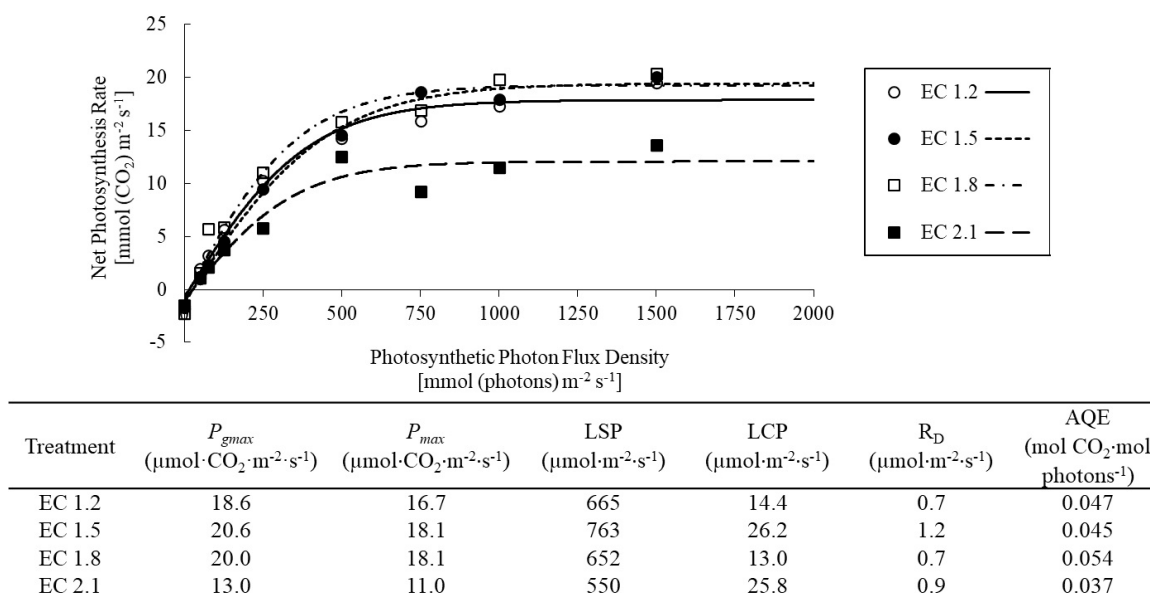 25
20
15
10
5
0
-5
Net Photosynthesis Rate
[mmol (CO₂) m⁻² s⁻¹]
250 500 750 1000 1250 1500 1750 2000
Photosynthetic Photon Flux Density
[mmol (photons) m⁻² s⁻¹]
EC 1.2
EC 1.5
EC 1.8
EC 2.1
Treatment P_gmax (µmol·CO₂·m⁻²·s⁻¹) P_max (µmol·CO₂·m⁻²·s⁻¹) LSP (µmol·m⁻²·s⁻¹) LCP (µmol·m⁻²·s⁻¹) R_D (µmol·m⁻²·s⁻¹) AQE (mol CO₂·mol photons⁻¹)
EC 1.2 18.6 16.7 665 14.4 0.7 0.047
EC 1.5 20.6 18.1 763 26.2 1.2 0.045
EC 1.8 20.0 18.1 652 13.0 0.7 0.054
EC 2.1 13.0 11.0 550 25.8 0.9 0.037